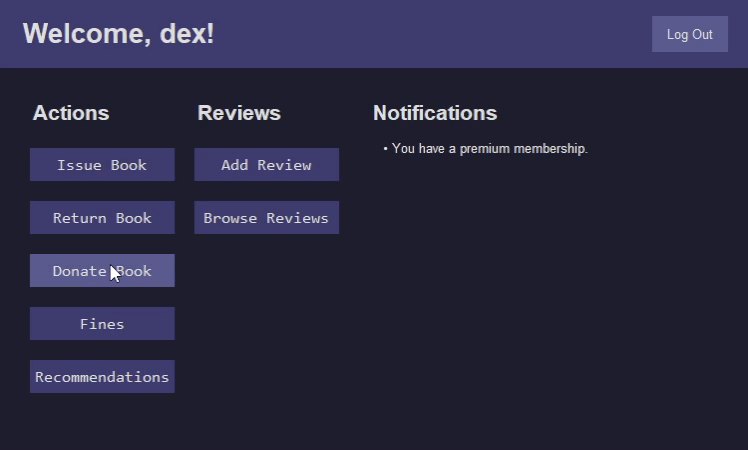 Welcome, dex!
Log Out
Actions
Issue Book
Return Book
Donate Book
Fines
Recommendations
Reviews
Add Review
Browse Reviews
Notifications
• You have a premium membership.